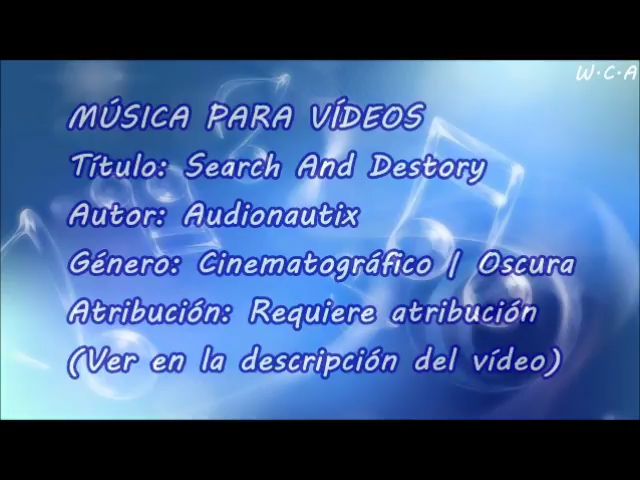 W.C.A
MÚSICA PARA VÍDEOS
Título: Search And Destory
Autor: Audionautix
Género: Cinematográfico | Oscura
Atribución: Requiere atribución
(Ver en la descripción del vídeo)